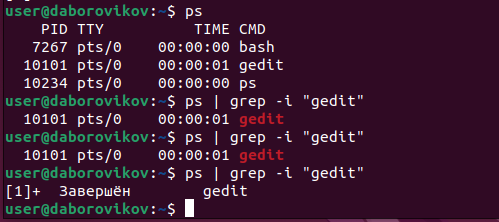 user@daborovikov:~$ ps
PID TTY TIME CMD
7267 pts/0 00:00:00 bash
10101 pts/0 00:00:01 gedit
10234 pts/0 00:00:00 ps
user@daborovikov:~$ ps | grep -i "gedit"
10101 pts/0 00:00:01 gedit
user@daborovikov:~$ ps | grep -i "gedit"
10101 pts/0 00:00:01 gedit
user@daborovikov:~$ ps | grep -i "gedit"
[1]+ Завершён gedit
user@daborovikov:~$